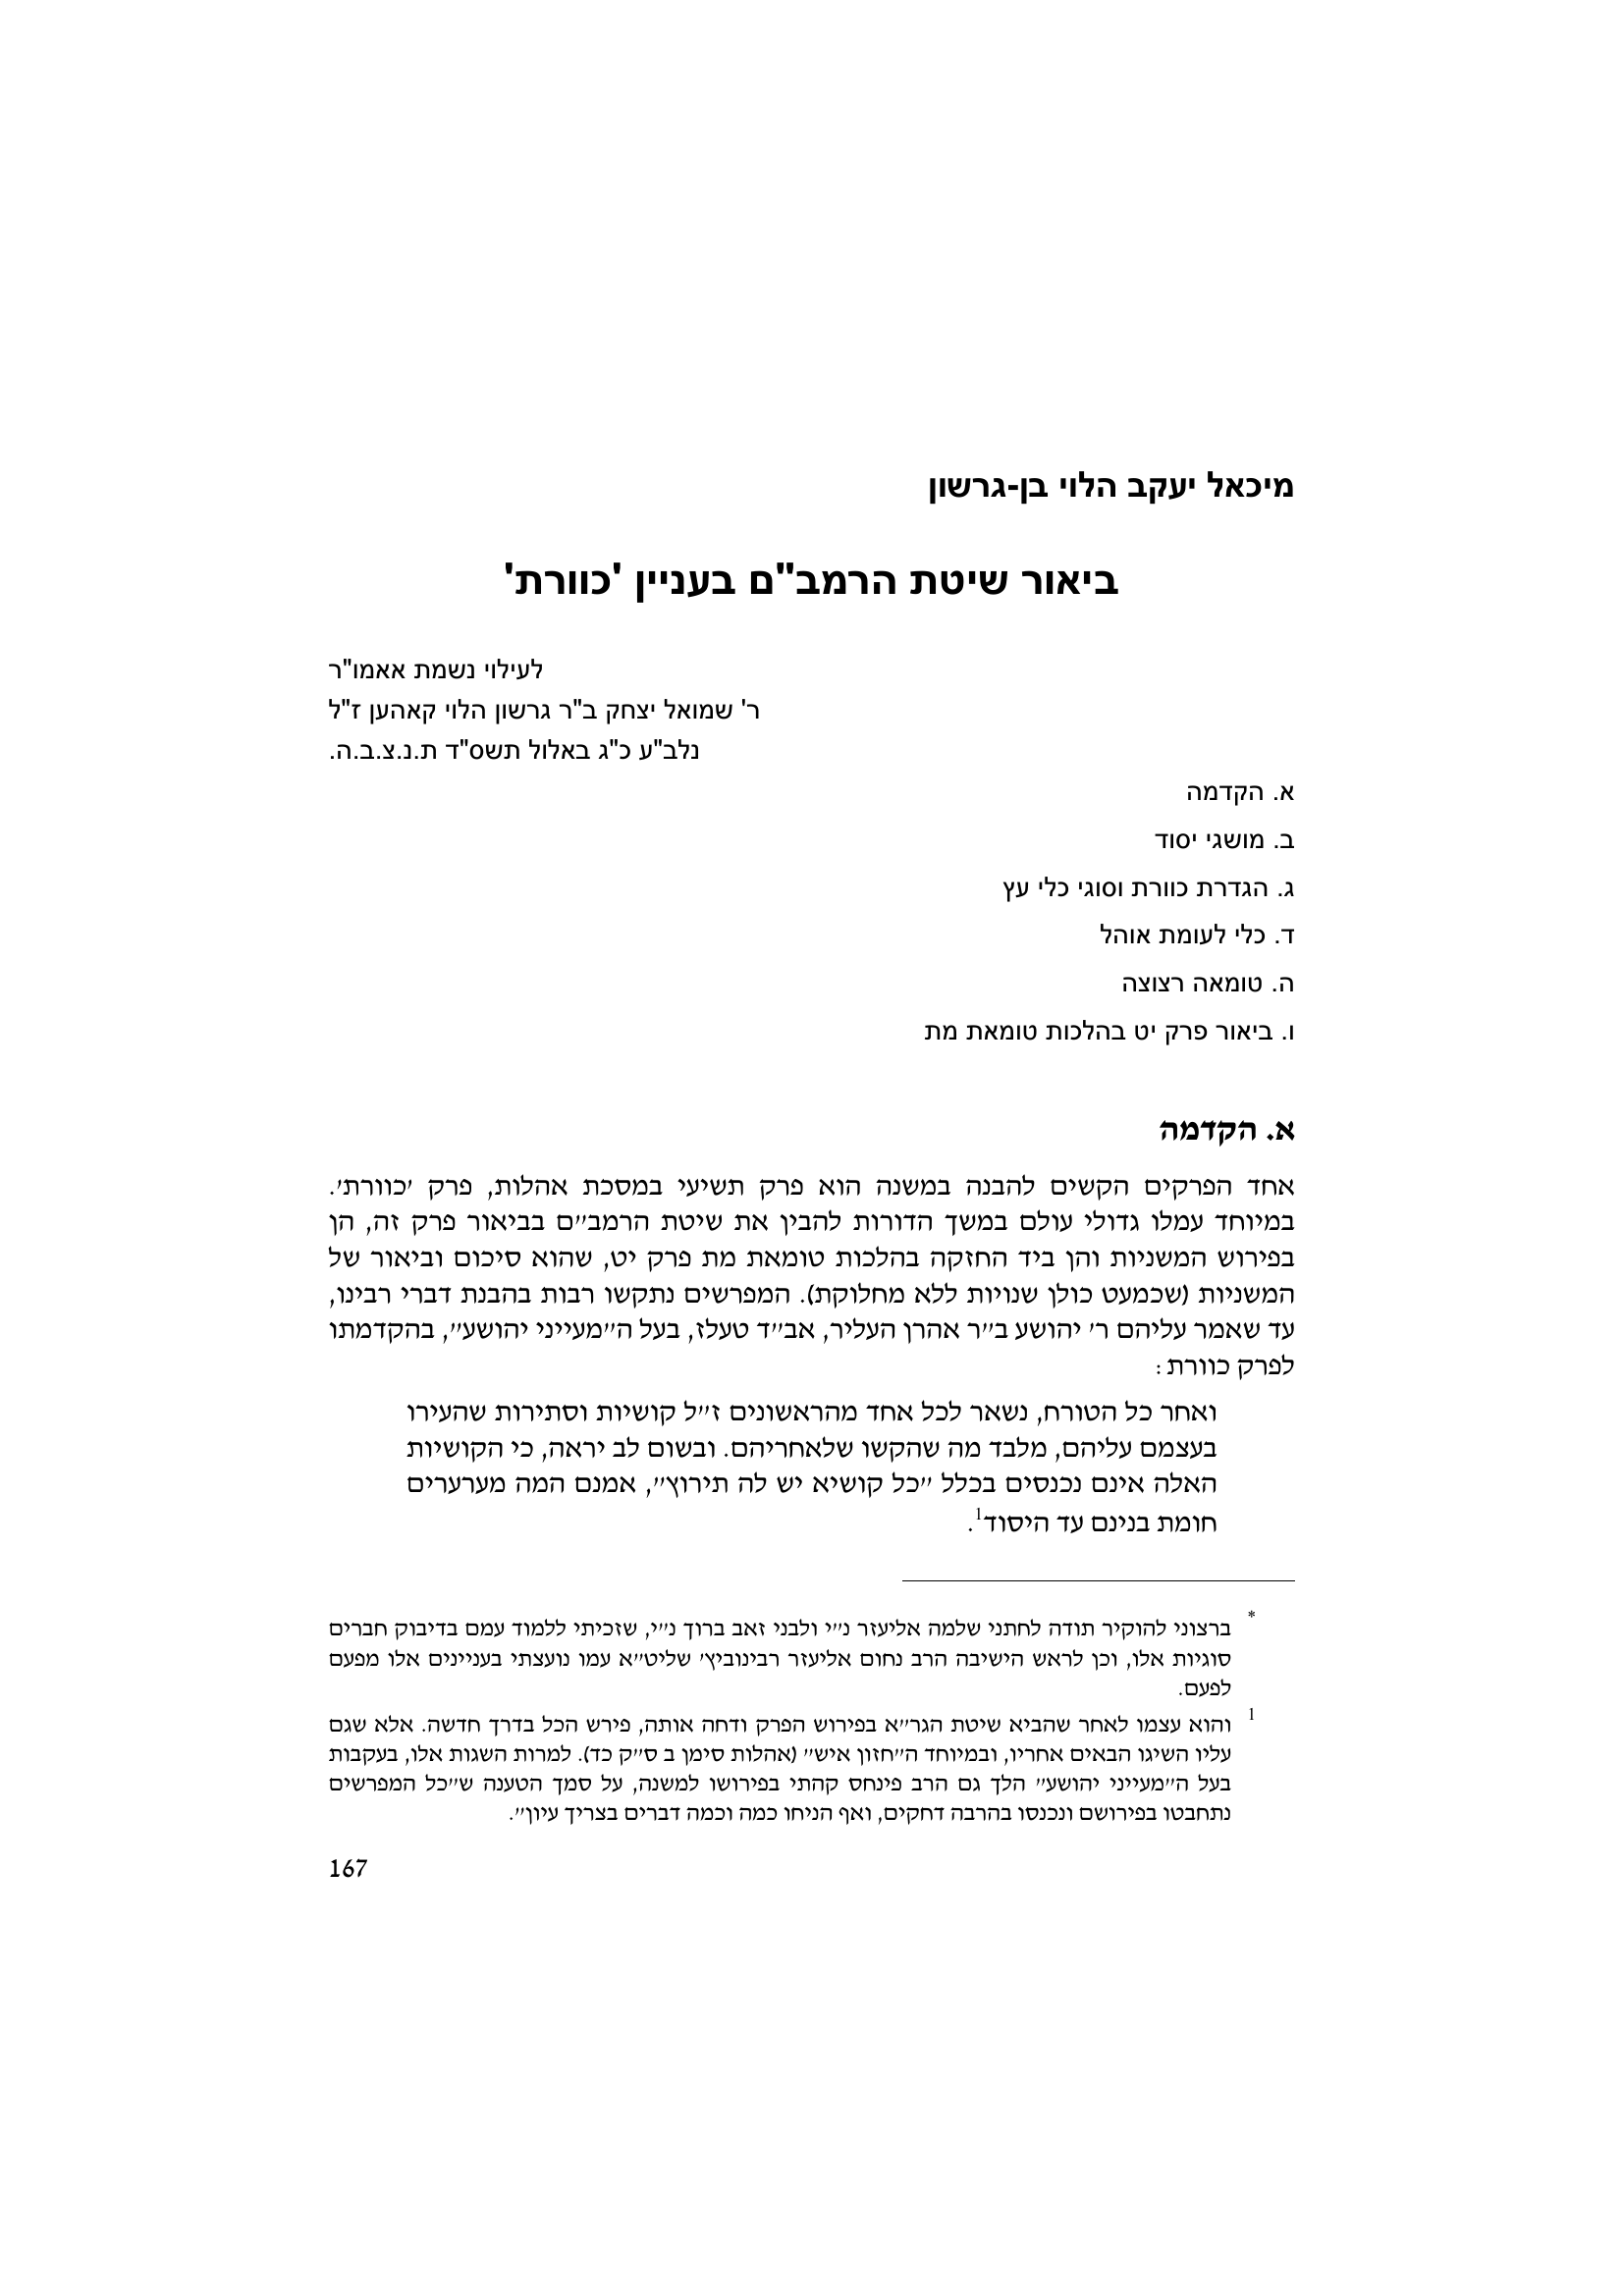 מיכאל יעקב הלוי בן-גרשון
ביאור שיטת הרמב"ם בעניין 'כוורת'
לעילוי נשמת אאמו"ר
ר' שמואל יצחק ב"ר גרשון הלוי קאהען ז"ל
נלב"ע כ"ג באלול תשס"ד ת.נ.צ.ב.ה.
א. הקדמה
ב. מושגי יסוד
ג. הגדרת כוורת וסוגי כלי עץ
ד. כלי לעומת אוהל
ה. טומאה רצוצה
ו. ביאור פרק יט בהלכות טומאת מת
א. הקדמה
אחד הפרקים הקשים להבנה במשנה הוא פרק תשיעי במסכת אהלות, פרק 'כוורת'.
במיוחד עמלו גדולי עולם במשך הדורות להבין את שיטת הרמב"ם בביאור פרק זה, הן
בפירוש המשניות והן ביד החזקה בהלכות טומאת מת פרק יט, שהוא סיכום וביאור של
המשניות (שכמעט כולן שנויות ללא מחלוקת). המפרשים נתקשו רבות בהבנת דברי רבינו,
עד שאמר עליהם ר' יהושע ב"ר אהרן העליר, אב"ד טעלז, בעל ה"מעייני יהושע", בהקדמתו
לפרק כוורת:
ואחר כל הטורח, נשאר לכל אחד מהראשונים ז"ל קושיות וסתירות שהעירו
בעצמם עליהם, מלבד מה שהקשו שלאחריהם. ובשום לב יראה, כי הקושיות
האלה אינם נכנסים בכלל "כל קושיא יש לה תירוץ", אמנם המה מערערים
חומת בנינם עד היסוד1.
* ברצוני להוקיר תודה לחתני שלמה אליעזר נ"י ולבני זאב ברוך נ"י, שזכיתי ללמוד עמם בדיבוק חברים
סוגיות אלו, וכן לראש הישיבה הרב נחום אליעזר רבינוביץ' שליט"א עמו נועצתי בעניינים אלו מפעם
לפעם.
1 והוא עצמו לאחר שהביא שיטת הגר"א בפירוש הפרק ודחה אותה, פירש הכל בדרך חדשה. אלא שגם
עליו השיגו הבאים אחריו, ובמיוחד ה"חזון איש" (אהלות סימן ב ס"ק כד). למרות השגות אלו, בעקבות
בעל ה"מעייני יהושע" הלך גם הרב פינחס קהתי בפירושו למשנה, על סמך הטענה ש"כל המפרשים
נתחבטו בפירושם ונכנסו בהרבה דחקים, ואף הניחו כמה וכמה דברים בצריך עיון".
167